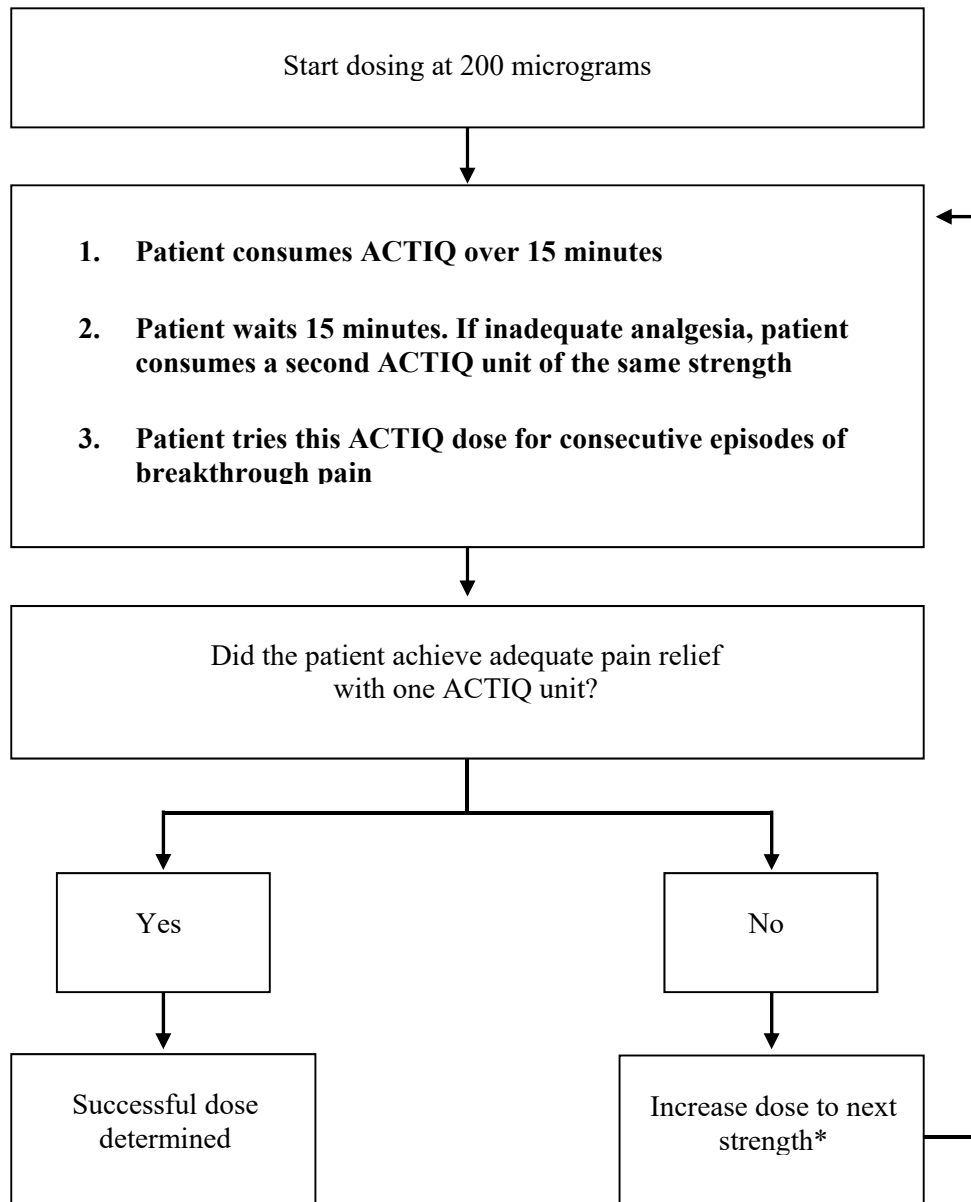 Start dosing at 200 micrograms
1. Patient consumes ACTIQ over 15 minutes
2. Patient waits 15 minutes. If inadequate analgesia, patient
consumes a second ACTIQ unit of the same strength
3. Patient tries this ACTIQ dose for consecutive episodes of
breakthrough pain
Did the patient achieve adequate pain relief
with one ACTIQ unit?
Yes
No
Successful dose
determined
Increase dose to next
strength*